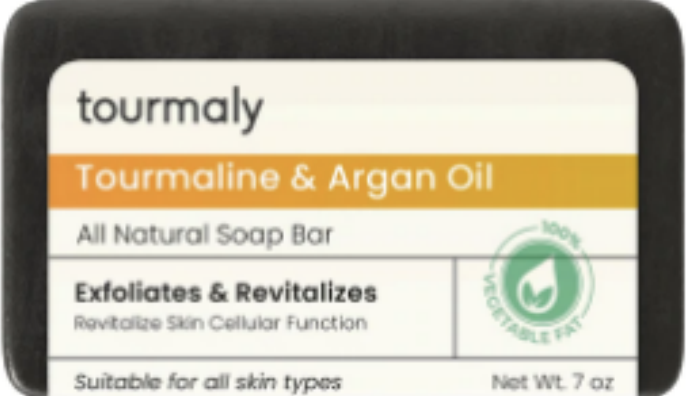 tourmaly
Tourmaline & Argan Oil
All Natural Soap Bar
Exfoliates & Revitalizes
Revitalize Skin Cellular Function
100%
VEGETABLE FAT
Suitable for all skin types
Net Wt. 7 oz